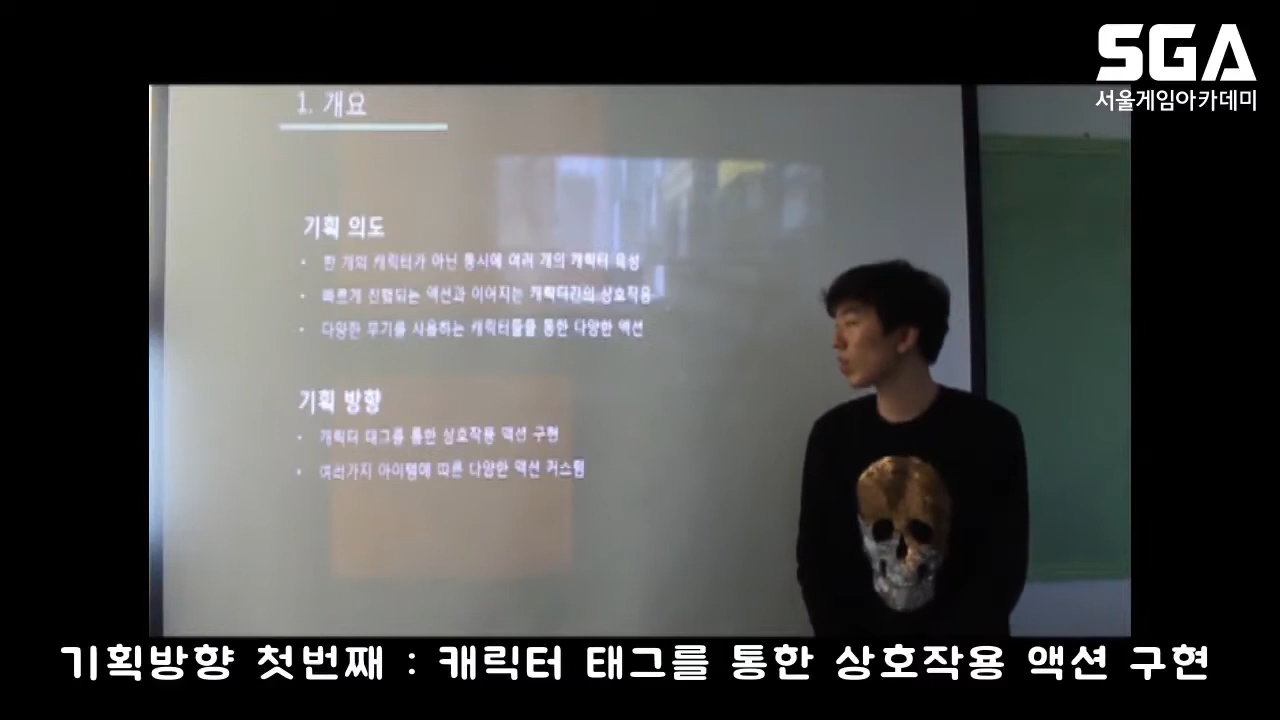 SGA
서울게임아카데미
1. 개요
기획 의도
• 한 개의 캐릭터가 아닌 동시에 여러 개의 캐릭터 육성
• 빠르게 진행되는 액션과 이어지는 캐릭터간의 상호작용
• 다양한 무기를 사용하는 캐릭터들을 통한 다양한 액션
기획 방향
• 캐릭터 태그를 통한 상호작용 액션 구현
• 여러가지 아이템에 따른 다양한 액션 커스텀
기획방향 첫번째 : 캐릭터 태그를 통한 상호작용 액션 구현